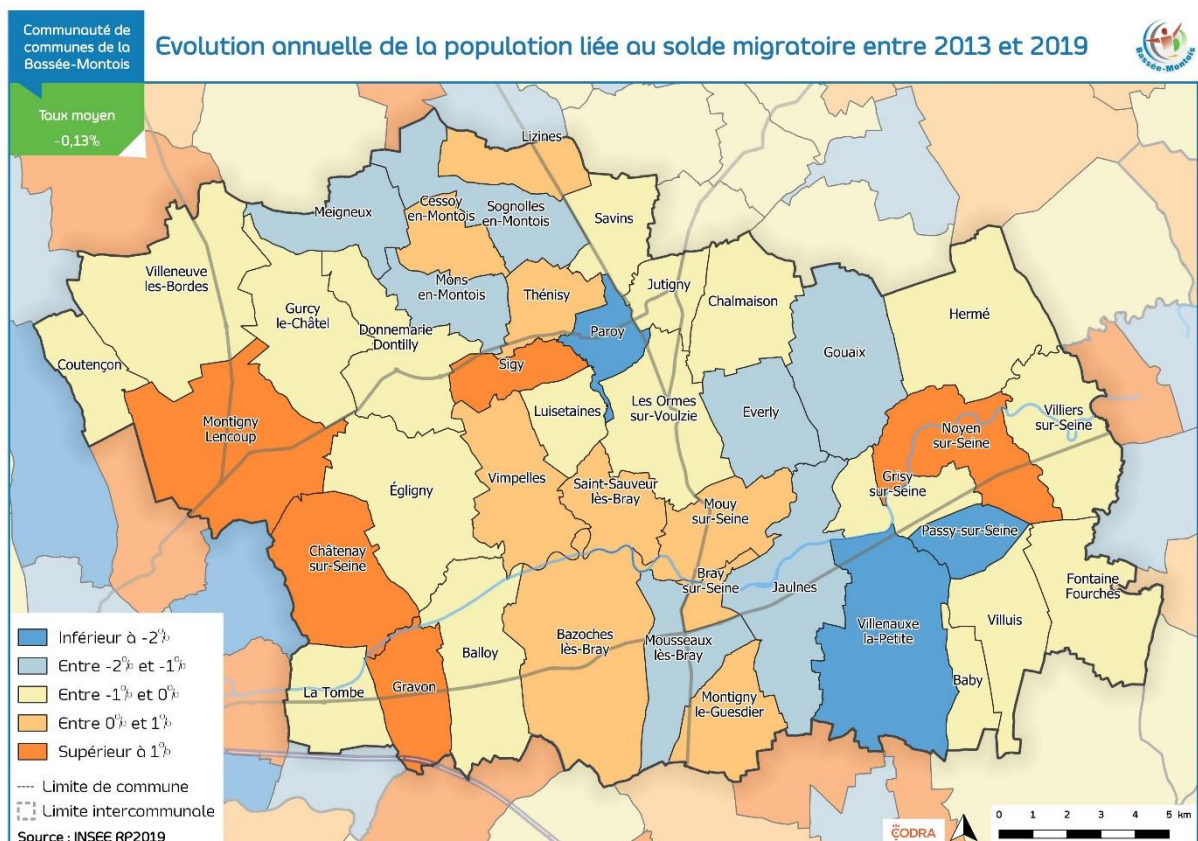 Communauté de
communes de la
Bassée-Montois
Evolution annuelle de la population liée au solde migratoire entre 2013 et 2019
Bassée-Montois
Taux moyen
-0,13%
Lizines
Meigneux
Cessoy
en-Montois
Sognolles
en-Montois
Savins
Villeneuve
les-Bordes
Gurcy
le-Châtel
Donnemarie
Dontilly
Mons
en-Montois
Thénisy
Jutigny
Chalmaison
Hermé
Paroy
Gouaix
Coutençon
Sigy
Montigny
Lencoup
Luisetaines
Les Ormes
sur-Voulzie
Everly
Noyen
sur-Seine
Villiers
sur-Seine
Égligny
Vimpelles
Saint-Sauveur
lès-Bray
Mouy
sur-Seine
Grisy
sur-Seine
Passy-sur-Seine
Châtenay
sur-Seine
Bray
sur-Seine
Jaulnes
Fontaine
Fourches
Villenauxe
la-Petite
Villuis
Bazoches
lès-Bray
Mousseaux
lès-Bray
Balloy
La Tombe
Gravon
Montigny
le-Guesdier
Baby
Inférieur à -2%
Entre -2% et -1%
Entre -1% et 0%
Entre 0% et 1%
Supérieur à 1%
Limite de commune
Limite intercommunale
Source : INSEE RP2019
CODRA
0 1 2 3 4 5 km